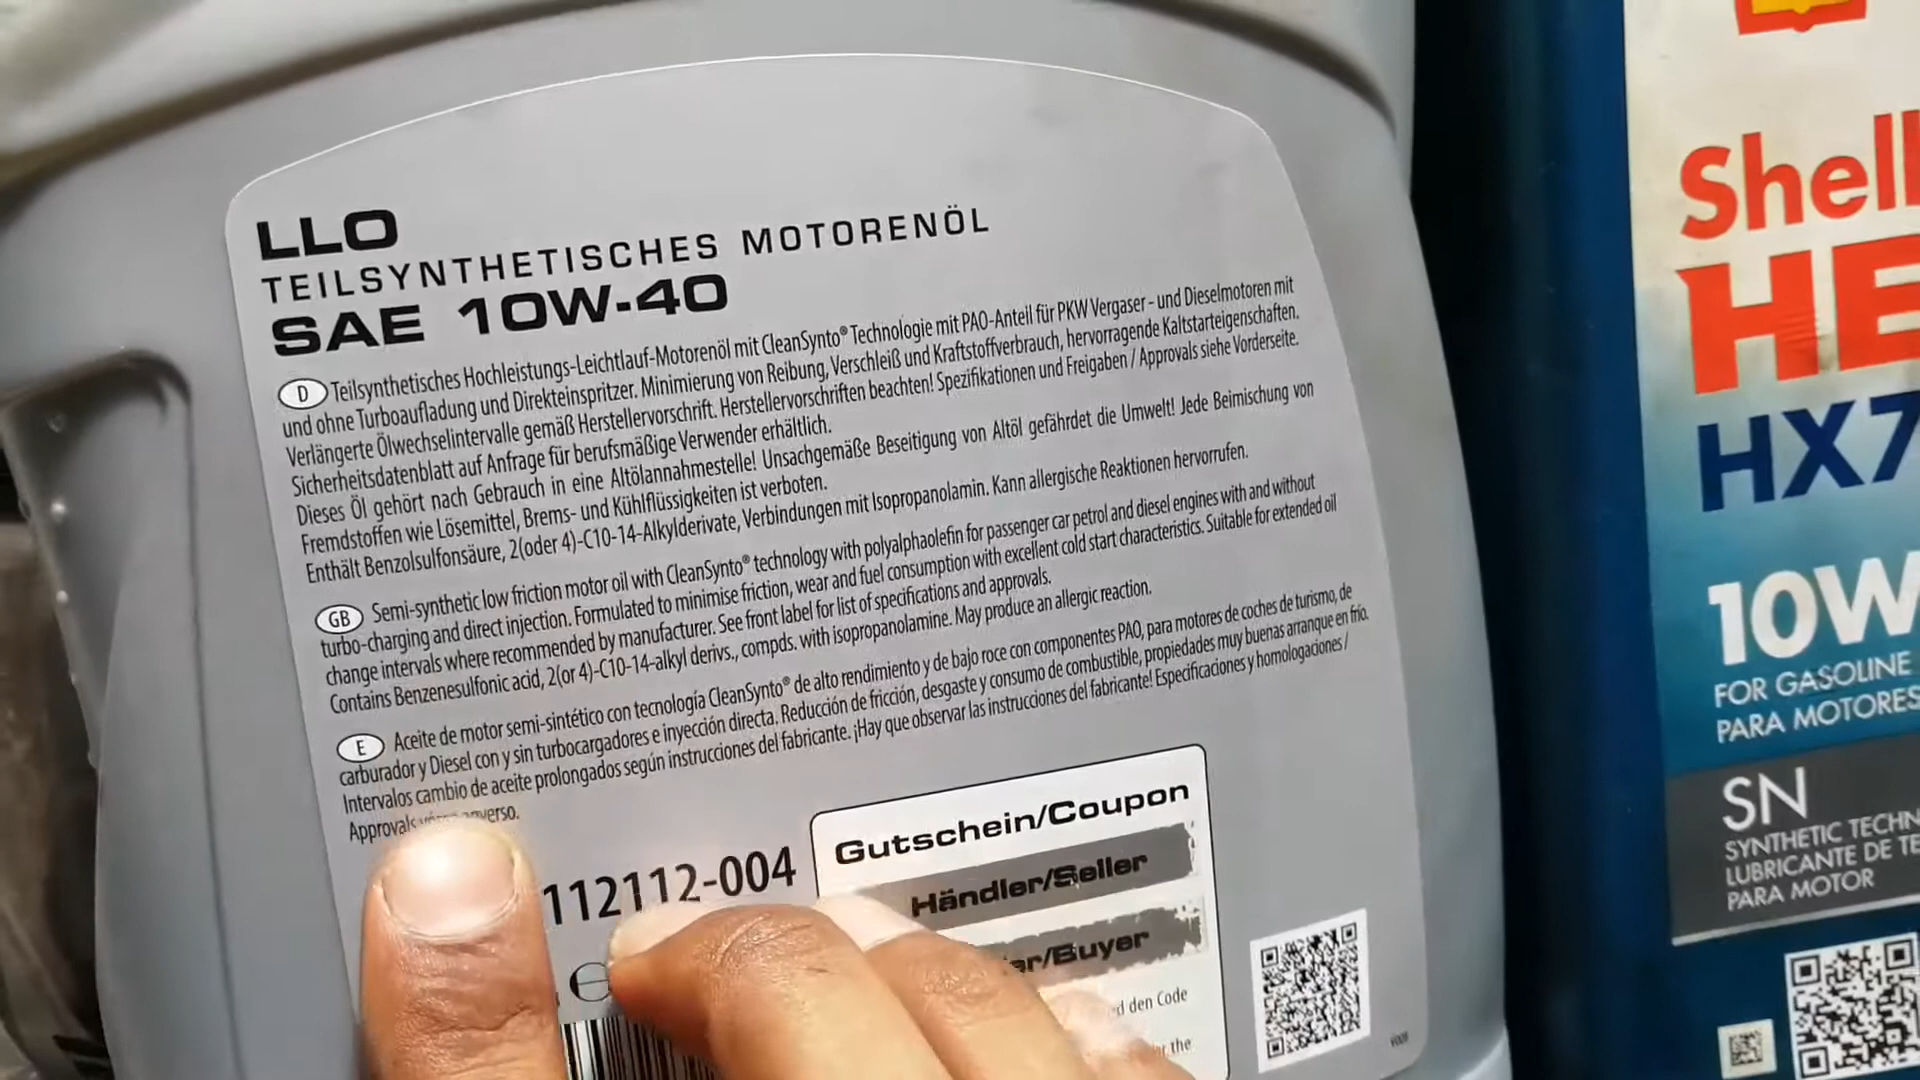 LLO
TEILSYNTHETISCHES MOTORENÖL
SAE 10W-40
D Teilsynthetisches Hochleistungs-Leichtlauf-Motorenöl mit CleanSynto® Technologie mit PAO-Anteil für PKW Vergaser - und Dieselmotoren mit
und ohne Turboaufladung und Direkteinspritzer. Minimierung von Reibung, Verschleiß und Kraftstoffverbrauch, hervorragende Kaltstarteigenschaften.
Verlängerte Ölwechselintervalle gemäß Herstellervorschrift. Herstellervorschriften beachten! Spezifikationen und Freigaben / Approvals siehe Vorderseite.
Sicherheitsdatenblatt auf Anfrage für berufsmäßige Verwender erhältlich.
Dieses Öl gehört nach Gebrauch in eine Altölannahmestelle! Unsachgemäße Beseitigung von Altöl gefährdet die Umwelt! Jede Beimischung von
Fremdstoffen wie Lösemittel, Brems- und Kühlflüssigkeiten ist verboten.
Enthält Benzolsulfonsäure, 2(oder 4)-C10-14-Alkylderivate, Verbindungen mit Isopropanolamin. Kann allergische Reaktionen hervorrufen.
GB Semi-synthetic low friction motor oil with CleanSynto® technology with polyalphaolefin for passenger car petrol and diesel engines with and without
turbo-charging and direct injection. Formulated to minimise friction, wear and fuel consumption with excellent cold start characteristics. Suitable for extended oil
change intervals where recommended by manufacturer. See front label for list of specifications and approvals.
Contains Benzenesulfonic acid, 2(or 4)-C10-14-alkyl derivs., compds. with isopropanolamine. May produce an allergic reaction.
E Aceite de motor semi-sintético con tecnología CleanSynto® de alto rendimiento y de bajo roce con componentes PAO, para motores de coches de turismo, de
carburador y Diesel con y sin turbocargadores e inyección directa. Reducción de fricción, desgaste y consumo de combustible, propiedades muy buenas arranque en frío.
Intervalos cambio de aceite prolongados según instrucciones del fabricante. ¡Hay que observar las instrucciones del fabricante! Especificaciones y homologaciones /
Approvals
112112-004
Gutschein/Coupon
Händler/Seller
/Buyer
den Code
the
Shell
HE
HX7
10W
FOR GASOLINE
PARA MOTORES
SN
SYNTHETIC TECHN
LUBRICANTE DE TE
PARA MOTOR